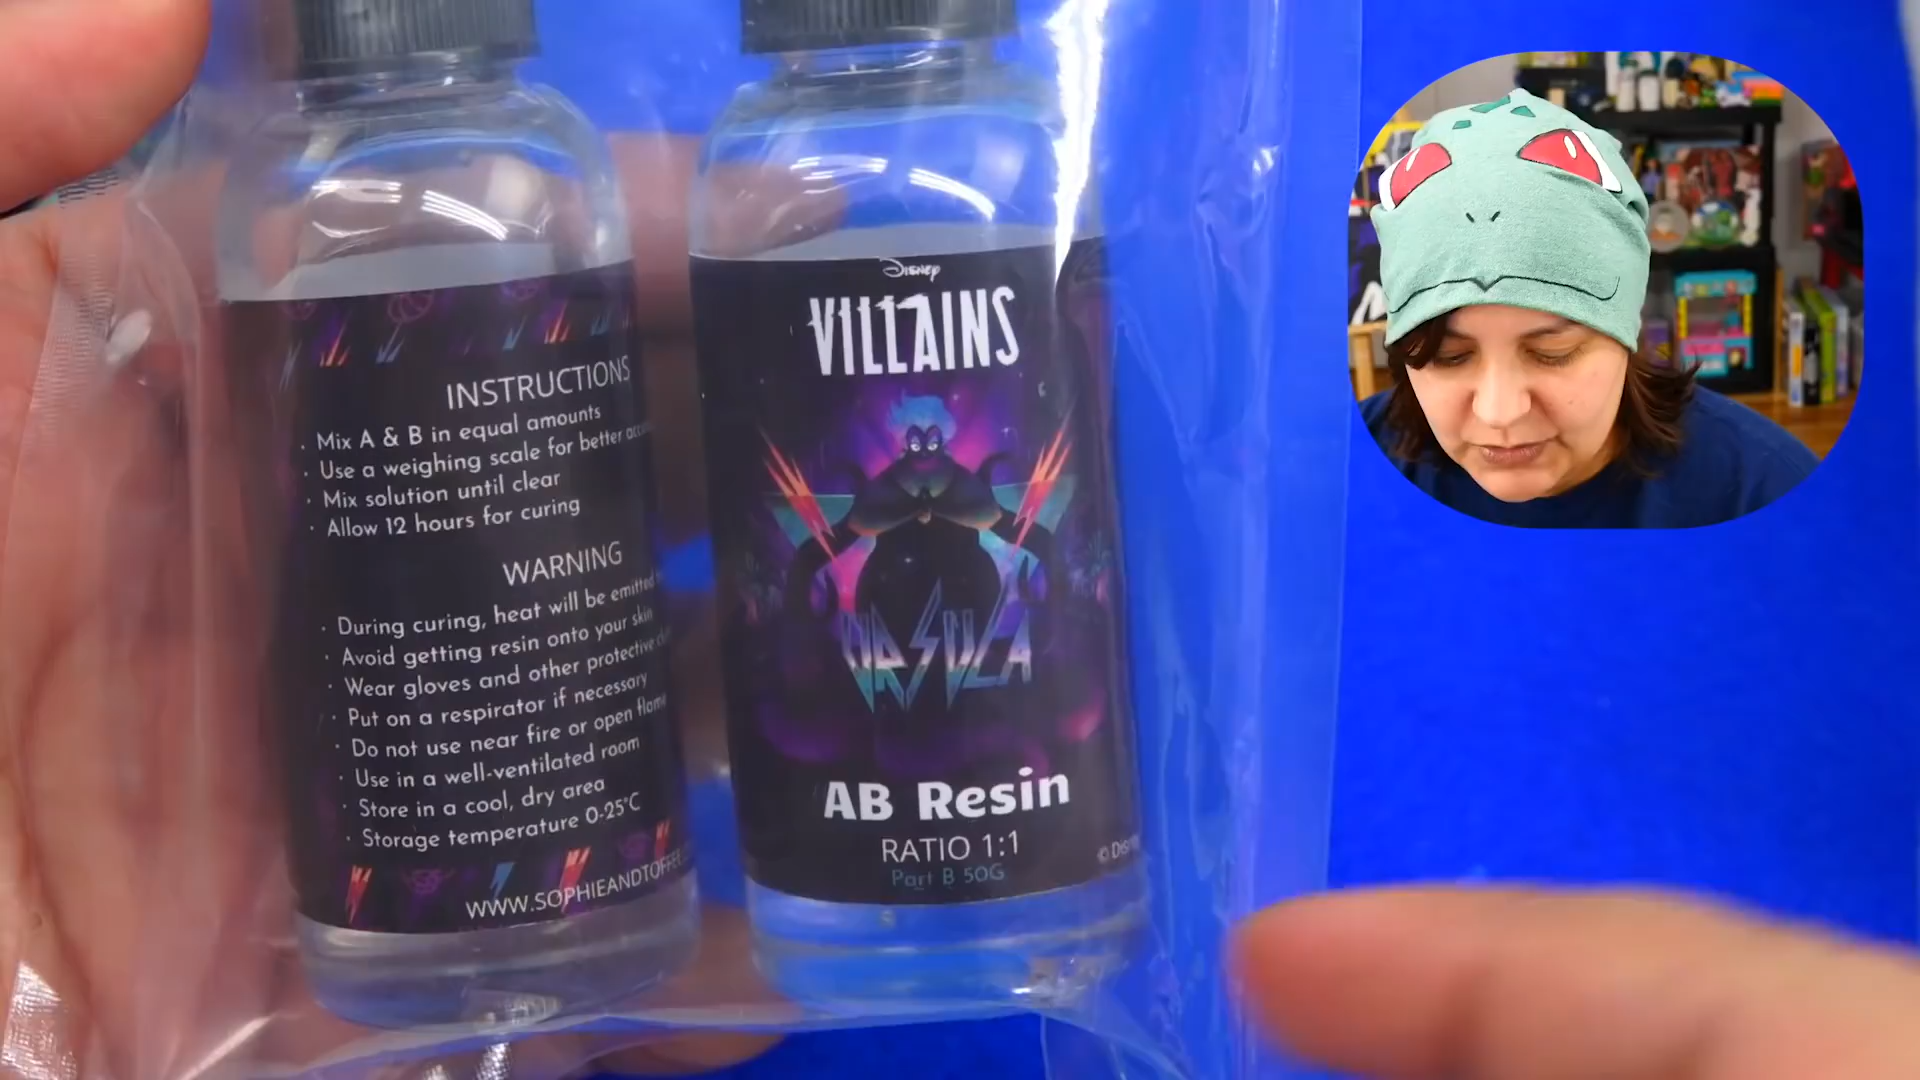 INSTRUCTIONS
· Mix A & B in equal amounts
· Use a weighing scale for better
· Mix solution until clear
· Allow 12 hours for curing
WARNING
· During curing, heat will be emitted
· Avoid getting resin onto your skin
· Wear gloves and other protective
· Put on a respirator if necessary
· Do not use near fire or open flame
· Use in a well-ventilated room
· Store in a cool, dry area
· Storage temperature 0-25°C
WWW.SOPHIEANDTOFFEE
Disney
VILLAINS
URSULA
AB Resin
RATIO 1:1
Part B 50G
© Disney